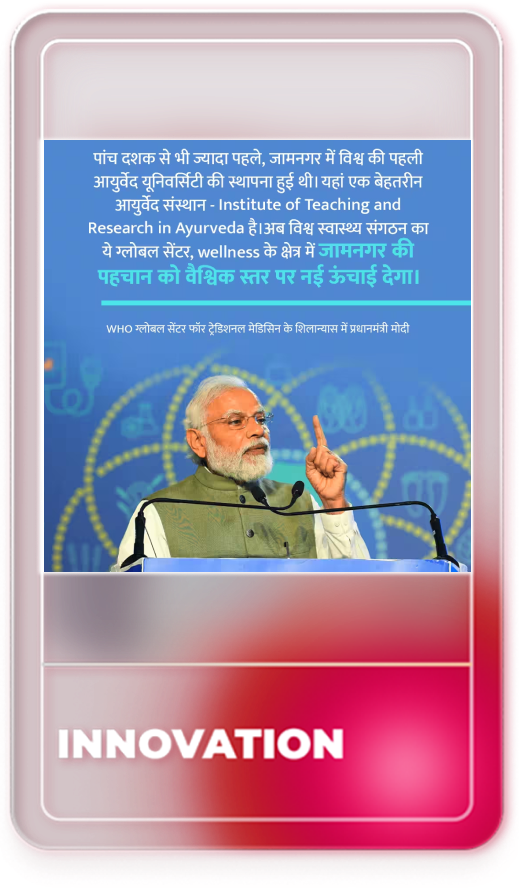 पांच दशक से भी ज्यादा पहले, जामनगर में विश्व की पहली
आयुर्वेद यूनिवर्सिटी की स्थापना हुई थी। यहां एक बेहतरीन
आयुर्वेद संस्थान - Institute of Teaching and
Research in Ayurveda है।अब विश्व स्वास्थ्य संगठन का
ये ग्लोबल सेंटर, wellness के क्षेत्र में जामनगर की
पहचान को वैश्विक स्तर पर नई ऊंचाई देगा।
WHO ग्लोबल सेंटर फॉर ट्रेडिशनल मेडिसिन के शिलान्यास में प्रधानमंत्री मोदी
INNOVATION